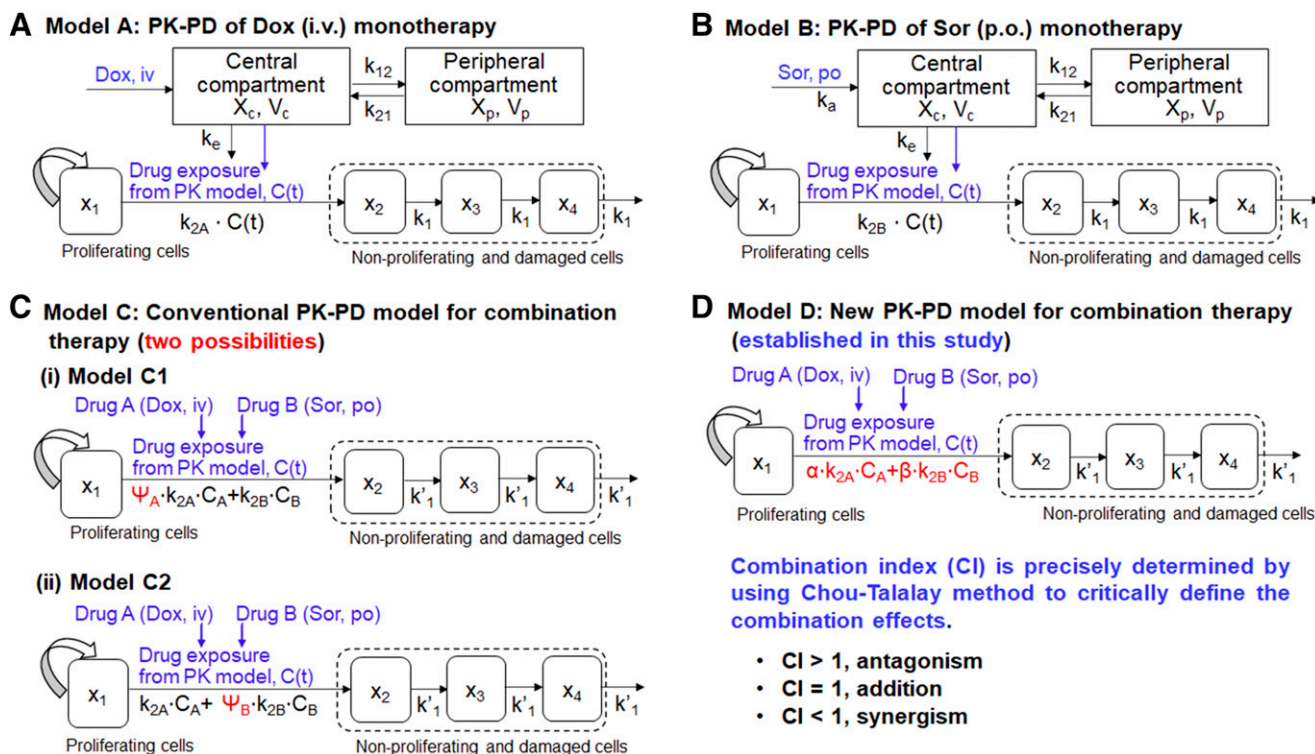 A Model A: PK-PD of Dox (i.v.) monotherapy
Dox, iv
Central
compartment
Xc, Vc
k12
k21
Peripheral
compartment
Xp, Vp
ke
Drug exposure
from PK model, C(t)
x1
k2A · C(t)
x2
k1
x3
k1
x4
k1
Proliferating cells
Non-proliferating and damaged cells
B Model B: PK-PD of Sor (p.o.) monotherapy
Sor, po
ka
Central
compartment
Xc, Vc
k12
k21
Peripheral
compartment
Xp, Vp
ke
Drug exposure
from PK model, C(t)
x1
k2B · C(t)
x2
k1
x3
k1
x4
k1
Proliferating cells
Non-proliferating and damaged cells
C Model C: Conventional PK-PD model for combination
therapy (two possibilities)
(i) Model C1
Drug A (Dox, iv) Drug B (Sor, po)
Drug exposure
from PK model, C(t)
x1
ΨA·k2A·CA+k2B·CB
x2
k'1
x3
k'1
x4
k'1
Proliferating cells
Non-proliferating and damaged cells
(ii) Model C2
Drug A (Dox, iv) Drug B (Sor, po)
Drug exposure
from PK model, C(t)
x1
k2A·CA+ ΨB·k2B·CB
x2
k'1
x3
k'1
x4
k'1
Proliferating cells
Non-proliferating and damaged cells
D Model D: New PK-PD model for combination therapy
(established in this study)
Drug A (Dox, iv) Drug B (Sor, po)
Drug exposure
from PK model, C(t)
x1
α·k2A·CA+β·k2B·CB
x2
k'1
x3
k'1
x4
k'1
Proliferating cells
Non-proliferating and damaged cells
Combination index (CI) is precisely determined by
using Chou-Talalay method to critically define the
combination effects.
• CI > 1, antagonism
• CI = 1, addition
• CI < 1, synergism